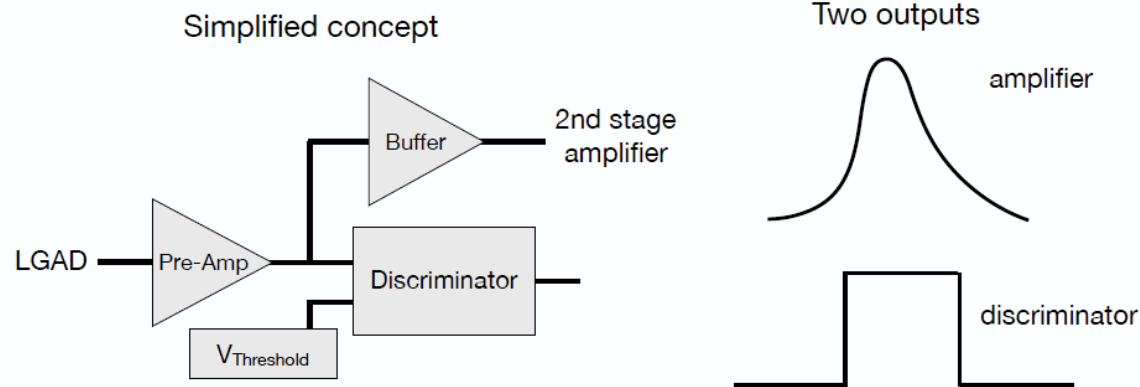 Simplified concept
Two outputs
amplifier
Buffer
2nd stage
amplifier
LGAD
Pre-Amp
Discriminator
VThreshold
discriminator